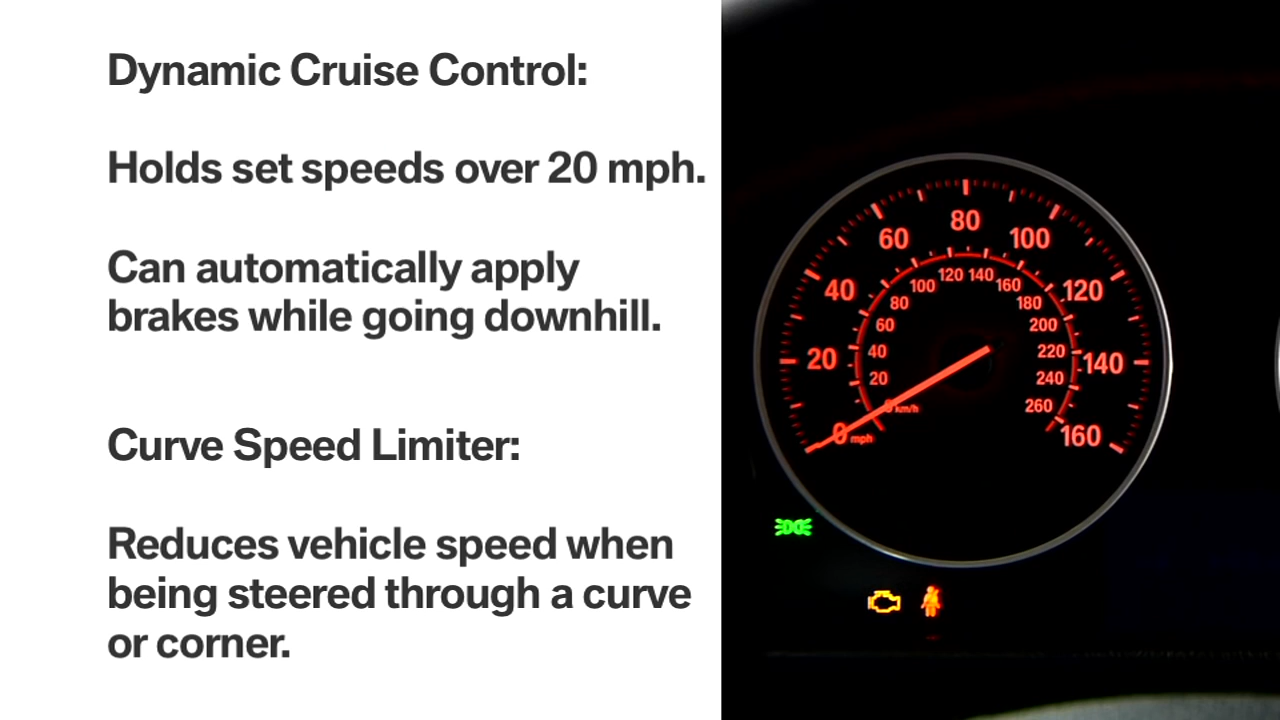 Dynamic Cruise Control:
Holds set speeds over 20 mph.
Can automatically apply
brakes while going downhill.
Curve Speed Limiter:
Reduces vehicle speed when
being steered through a curve
or corner.
80
60
100
120 140
40
100
160
120
80
180
60
200
20
40
220
140
20
240
0 km/h
260
0 mph
160